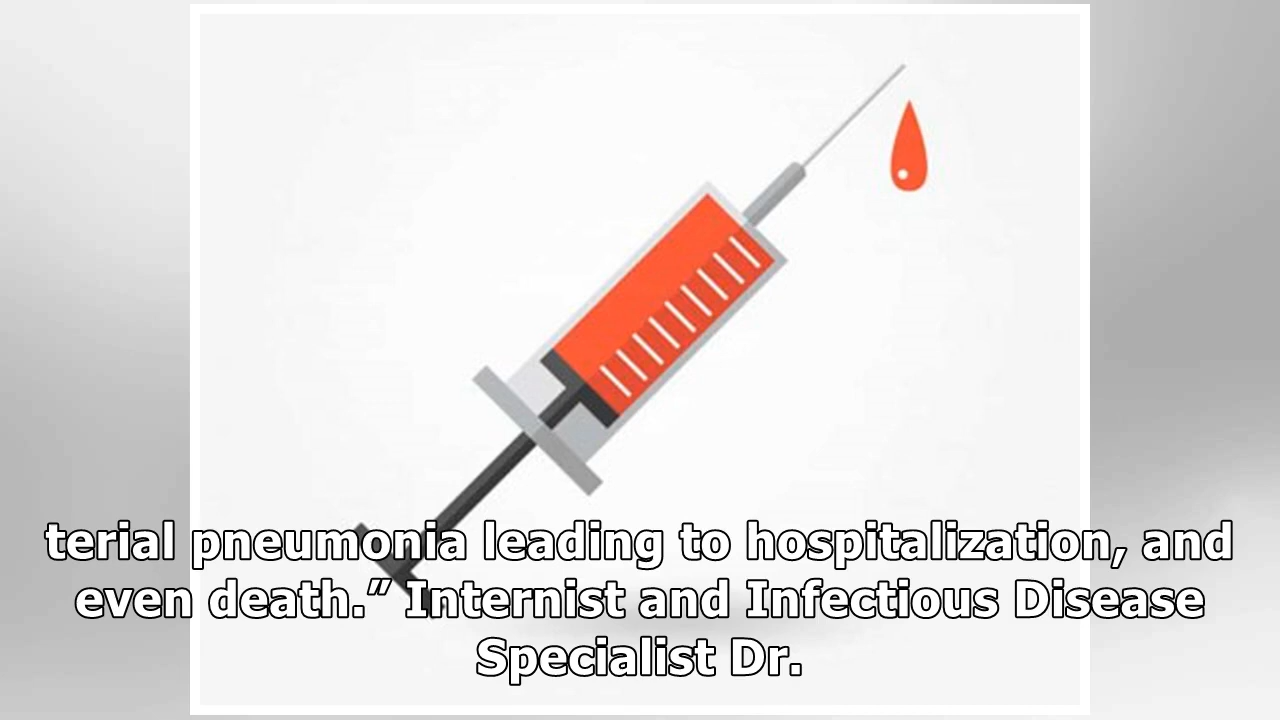 terial pneumonia leading to hospitalization, and
even death.” Internist and Infectious Disease
Specialist Dr.